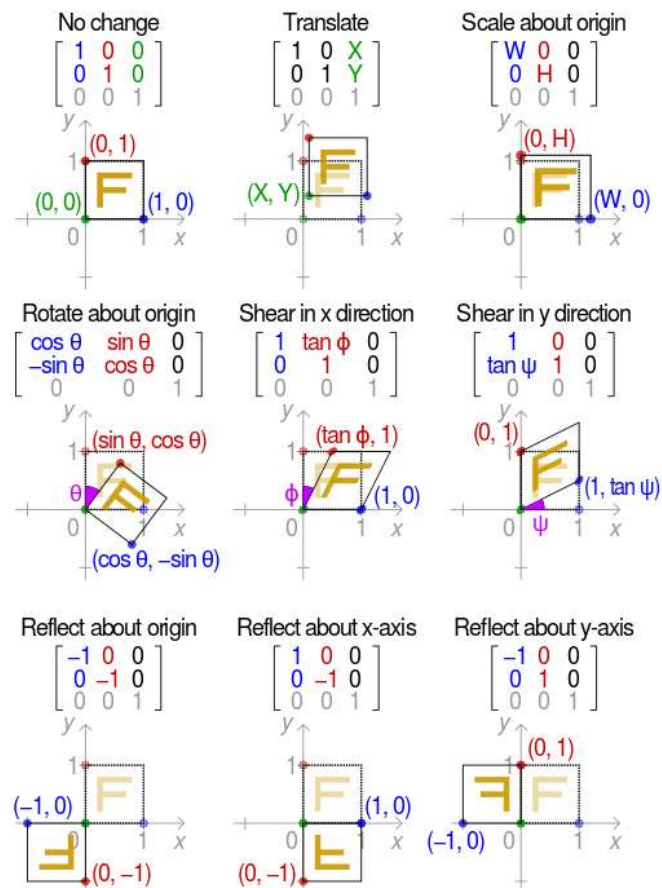 No change
Translate
Scale about origin
1 0 0
0 1 0
0 0 1
1 0 X
0 1 Y
0 0 1
W 0 0
0 H 0
0 0 1
y
(0, 1)
1
F
(0, 0)
(1, 0)
0
1
x
y
1
F
F
(X, Y)
0
1
x
y
(0, H)
1
F
F
(W, 0)
0
1
x
Rotate about origin
Shear in x direction
Shear in y direction
cos θ sin θ 0
−sin θ cos θ 0
0 0 1
1 tan ϕ 0
0 1 0
0 0 1
1 0 0
tan ψ 1 0
0 0 1
y
(sin θ, cos θ)
1
F
F
θ
0
1
x
(cos θ, −sin θ)
y
(tan ϕ, 1)
1
F
F
ϕ
(1, 0)
0
1
x
y
(0, 1)
1
F
F
(1, tan ψ)
0
ψ
1
x
Reflect about origin
Reflect about x-axis
Reflect about y-axis
−1 0 0
0 −1 0
0 0 1
1 0 0
0 −1 0
0 0 1
−1 0 0
0 1 0
0 0 1
y
1
F
(−1, 0)
0
1
x
F
(0, −1)
y
1
F
(1, 0)
0
1
x
F
(0, −1)
y
(0, 1)
1
F
F
(−1, 0)
0
1
x